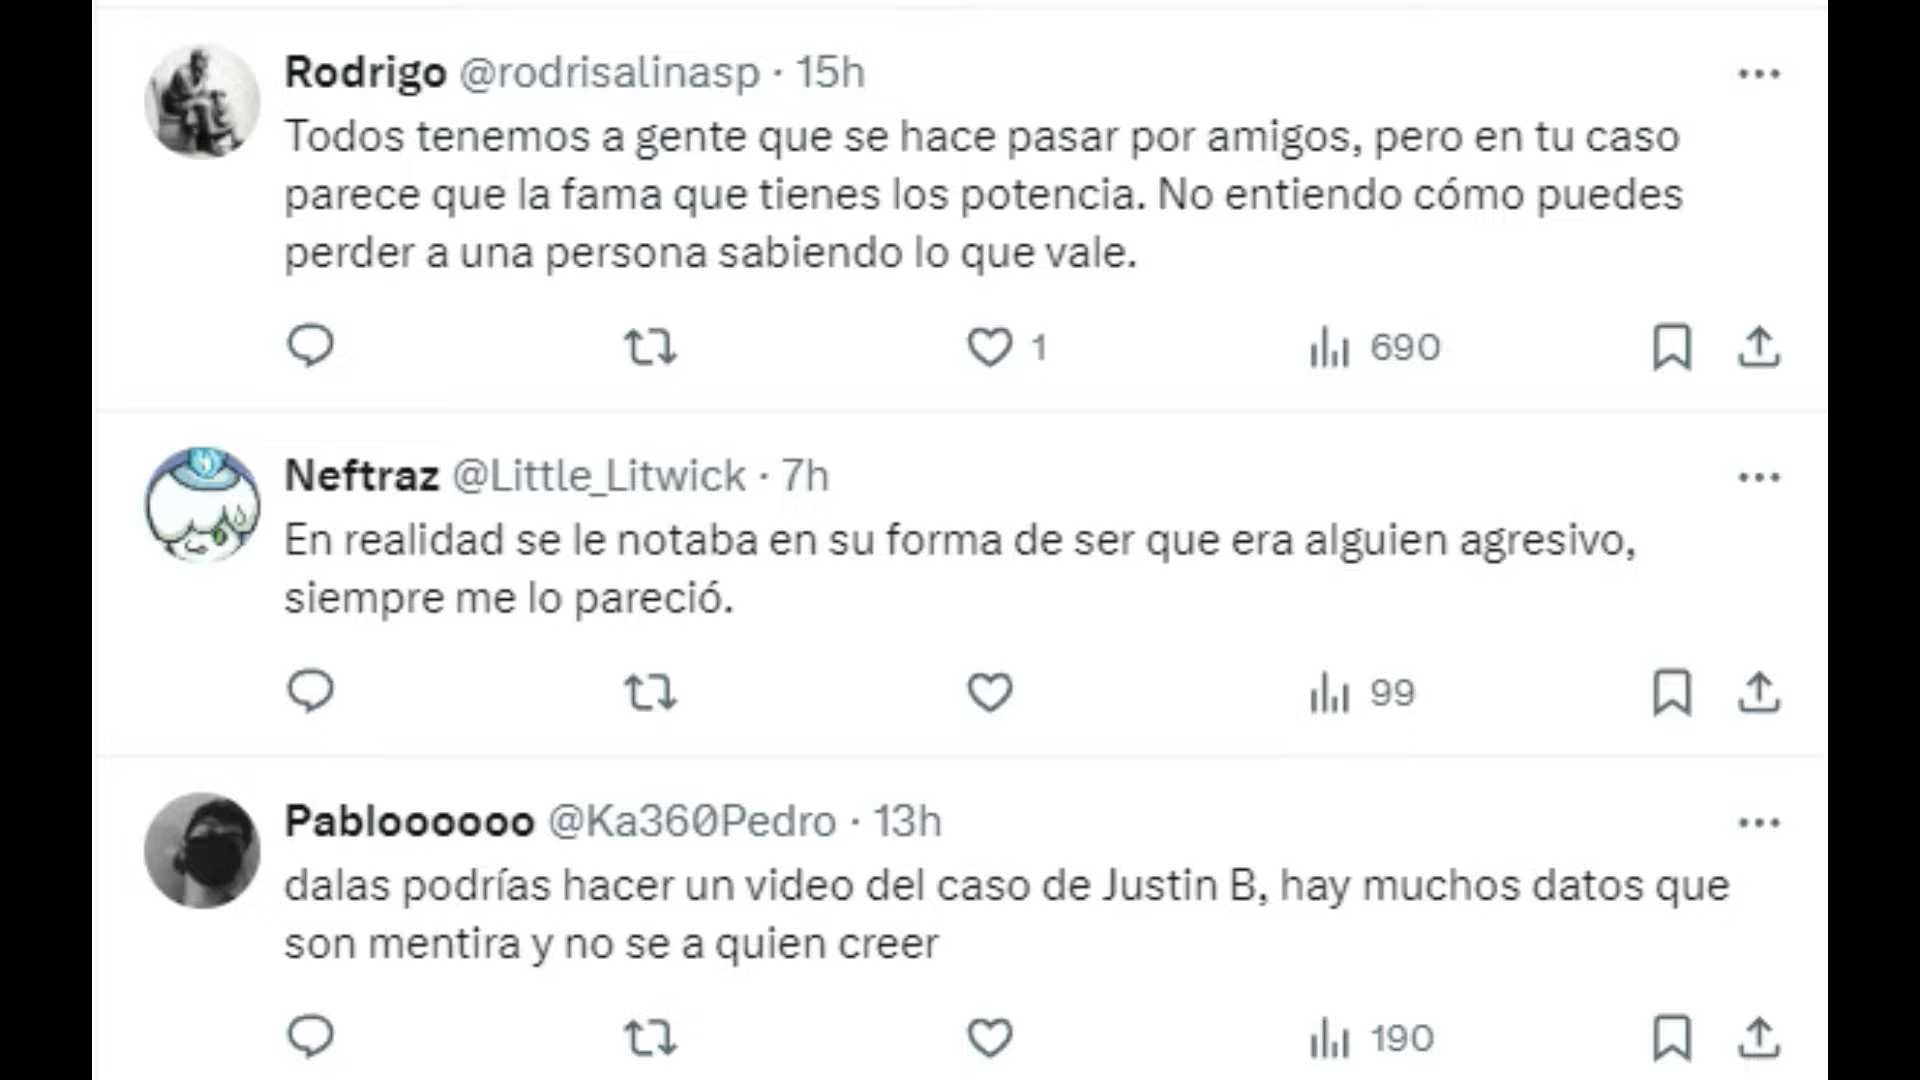 Rodrigo @rodrisalinasp · 15h
Todos tenemos a gente que se hace pasar por amigos, pero en tu caso
parece que la fama que tienes los potencia. No entiendo cómo puedes
perder a una persona sabiendo lo que vale.
1 690
Neftraz @Little_Litwick · 7h
En realidad se le notaba en su forma de ser que era alguien agresivo,
siempre me lo pareció.
99
Pabloooooo @Ka360Pedro · 13h
dalas podrías hacer un video del caso de Justin B, hay muchos datos que
son mentira y no se a quien creer
190